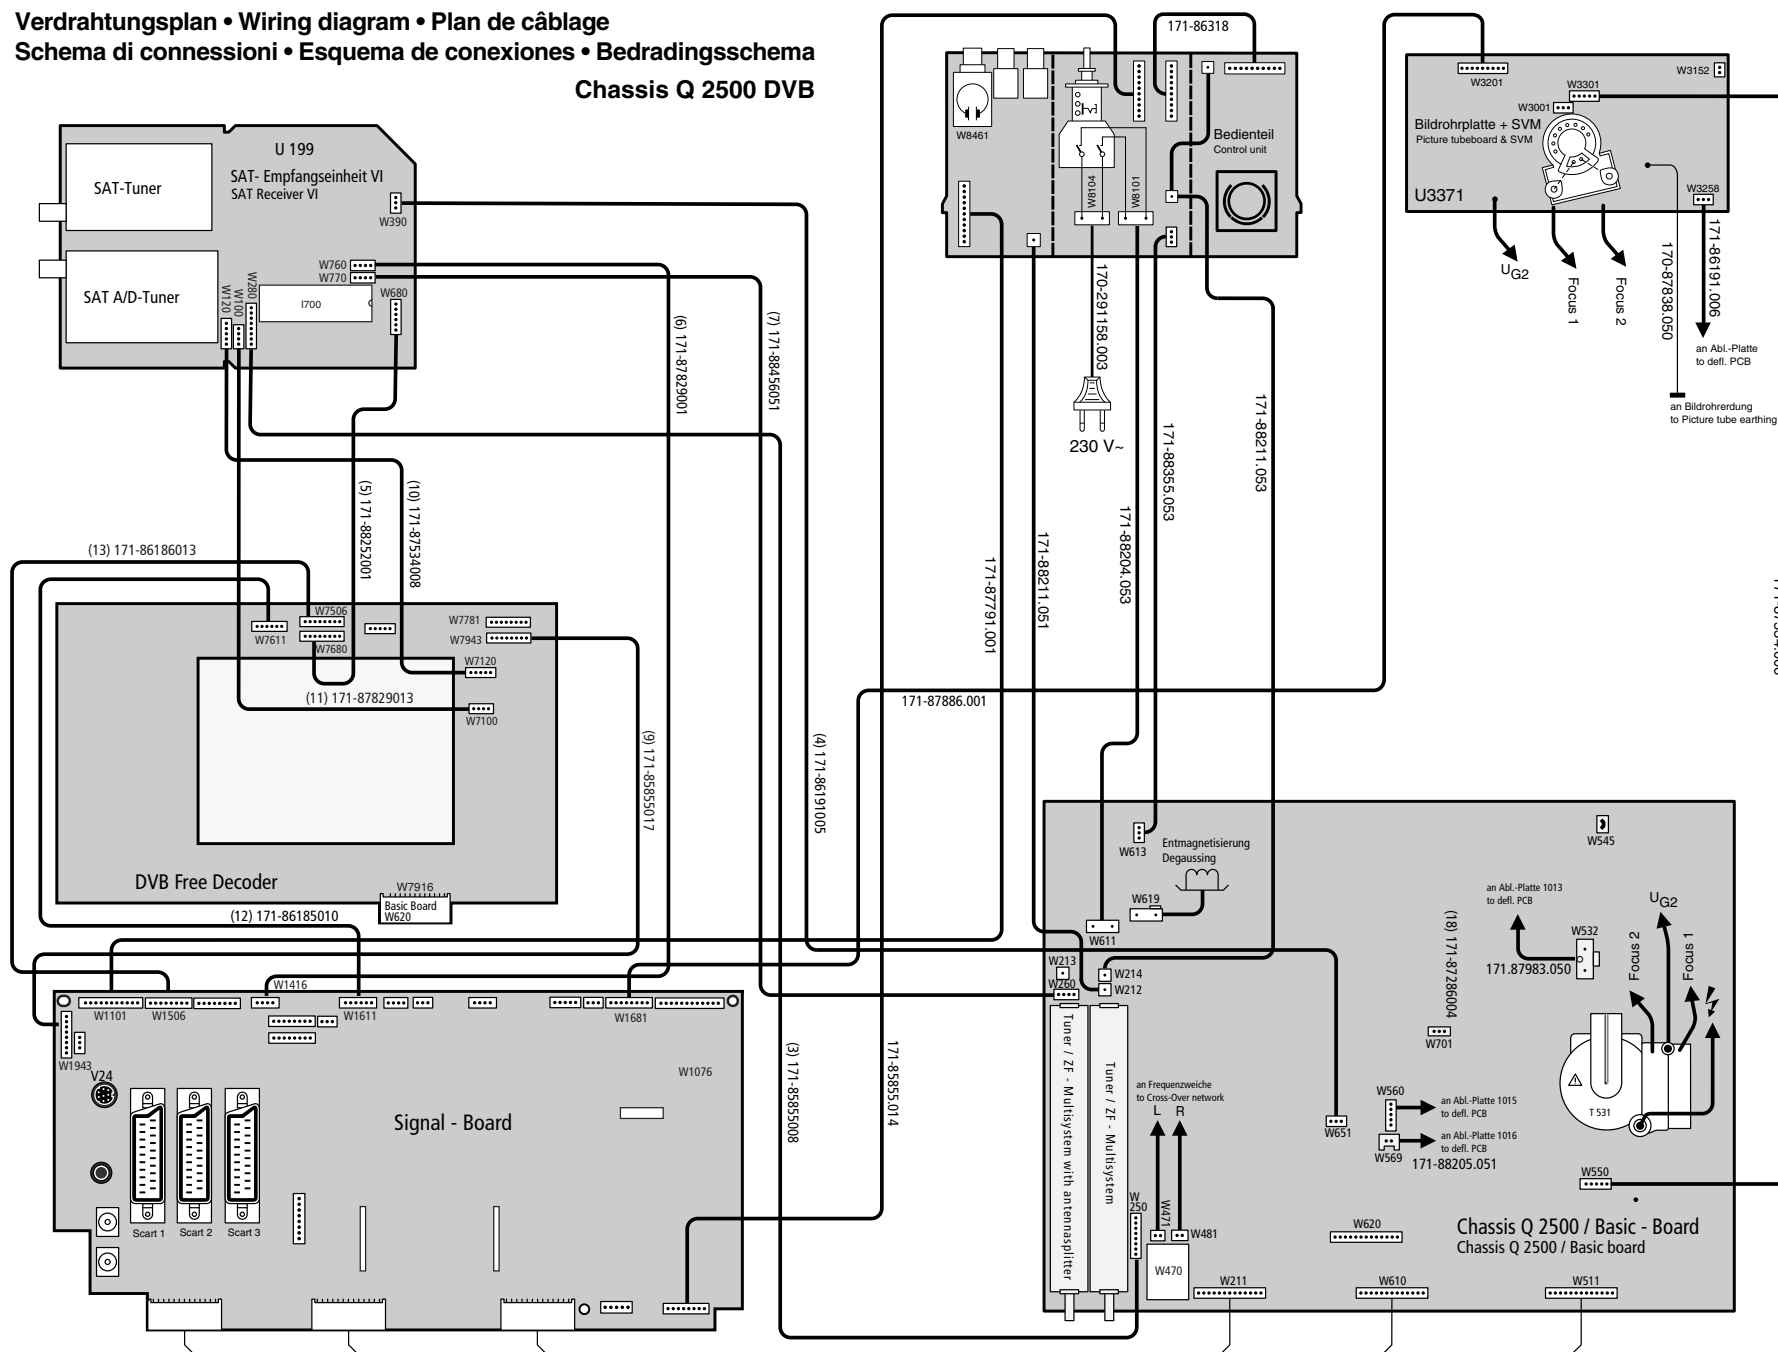 Verdrahtungsplan • Wiring diagram • Plan de câblage
Schema di connessioni • Esquema de conexiones • Bedradingsschema
Chassis Q 2500 DVB
U 199
SAT- Empfangseinheit VI
SAT Receiver VI
SAT-Tuner
W390
SAT A/D-Tuner
W760
W770
W280
W120
W100
I700
W680
(6) 171-87829001
(7) 171-88456051
(5) 171-88252001
(10) 171-87534008
(13) 171-86186013
W7506
W7611
W7680
W7781
W7943
W7120
(11) 171-87829013
W7100
(9) 171-85855017
(4) 171-86191005
DVB Free Decoder
W7916
Basic Board
W620
(12) 171-86185010
W1416
W1101
W1506
W1611
W1681
W1943
V24
W1076
Signal - Board
Scart 1
Scart 2
Scart 3
(3) 171-85855008
171-85855.014
171-86318
W8461
W8104
W8101
Bedienteil
Control unit
170-291158.003
230 V~
171-88355.053
171-88211.053
171-88204.053
171-88211.051
171-87791.001
171-87886.001
W3201
W3152
W3301
W3001
Bildrohrplatte + SVM
Picture tubeboard & SVM
U3371
W3258
UG2
Focus 1
Focus 2
170-87838.050
171-86191.006
an Abl.-Platte
to defl. PCB
an Bildrohrerdung
to Picture tube earthing
W613
Entmagnetisierung
Degaussing
W619
W611
W545
an Abl.-Platte 1013
to defl. PCB
UG2
W532
171.87983.050
(18) 171-87286004
Focus 2
Focus 1
W213
W214
W260
W212
Tuner / ZF - Multisystem with antennasplitter
Tuner / ZF - Multisystem
an Frequenzweiche
to Cross-Over network
L R
W701
T 531
W560
an Abl.-Platte 1015
to defl. PCB
W651
W569
an Abl.-Platte 1016
to defl. PCB
171-88205.051
W550
W
250
W471
W481
W470
W620
Chassis Q 2500 / Basic - Board
Chassis Q 2500 / Basic board
W211
W610
W511